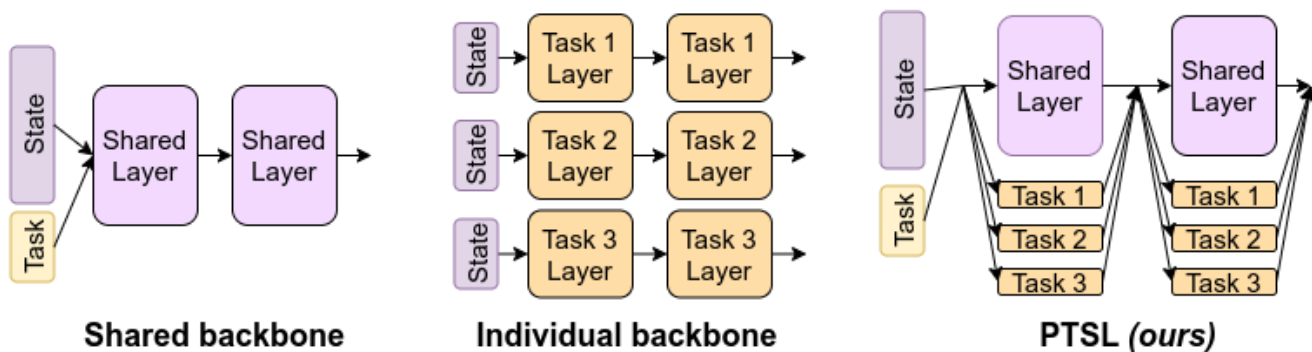 State
Task
Shared
Layer
Shared
Layer
Shared backbone
State
Task 1
Layer
Task 1
Layer
State
Task 2
Layer
Task 2
Layer
State
Task 3
Layer
Task 3
Layer
Individual backbone
State
Task
Shared
Layer
Shared
Layer
Task 1
Task 2
Task 3
Task 1
Task 2
Task 3
PTSL (ours)